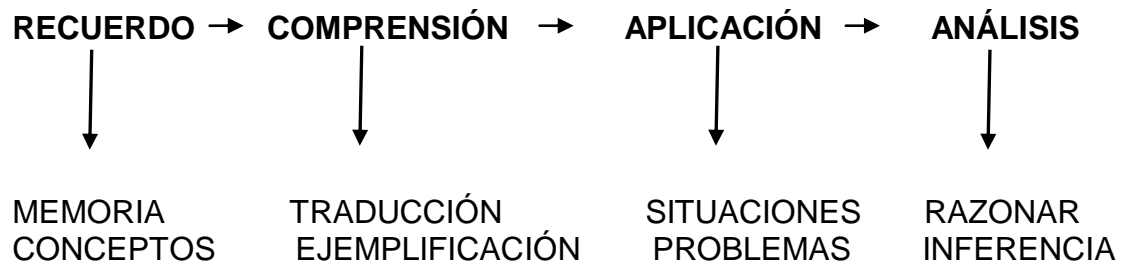 RECUERDO → COMPRENSIÓN → APLICACIÓN → ANÁLISIS
MEMORIA TRADUCCIÓN SITUACIONES RAZONAR
CONCEPTOS EJEMPLIFICACIÓN PROBLEMAS INFERENCIA